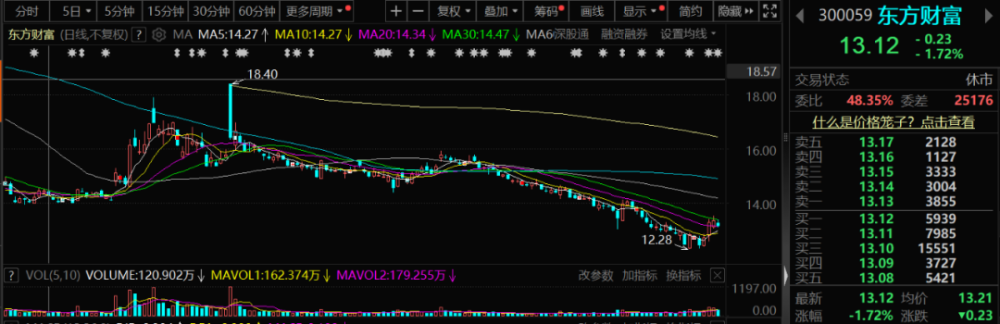 分时 5日 5分钟 15分钟 30分钟 60分钟 更多周期 复权 叠加 筹码 画线 显示 简约 隐藏
东方财富 (日线,不复权) ? MA MA5:14.27↑ MA10:14.27↓ MA20:14.34↓ MA30:14.47↓ MA6 深股通 融资融券 设置均线
18.40
18.57
18.00
16.00
14.00
12.28
? VOL(5,10) VOLUME:120.902万↓ MAVOL1:162.374万↓ MAVOL2:179.255万↓ 改参数 加指标 换指标
1197.00
0.00
300059 东方财富
13.12 -0.23
-1.72%
交易状态 休市
委比 48.35% 委差 25176
什么是价格笼子? 点击查看
卖五 13.17 2128
卖四 13.16 1127
卖三 13.15 3333
卖二 13.14 3004
卖一 13.13 3855
买一 13.12 5939
买二 13.11 7985
买三 13.10 15551
买四 13.09 3727
买五 13.08 5421
最新 13.12 均价 13.21
涨幅 -1.72% 涨跌 ▼0.23